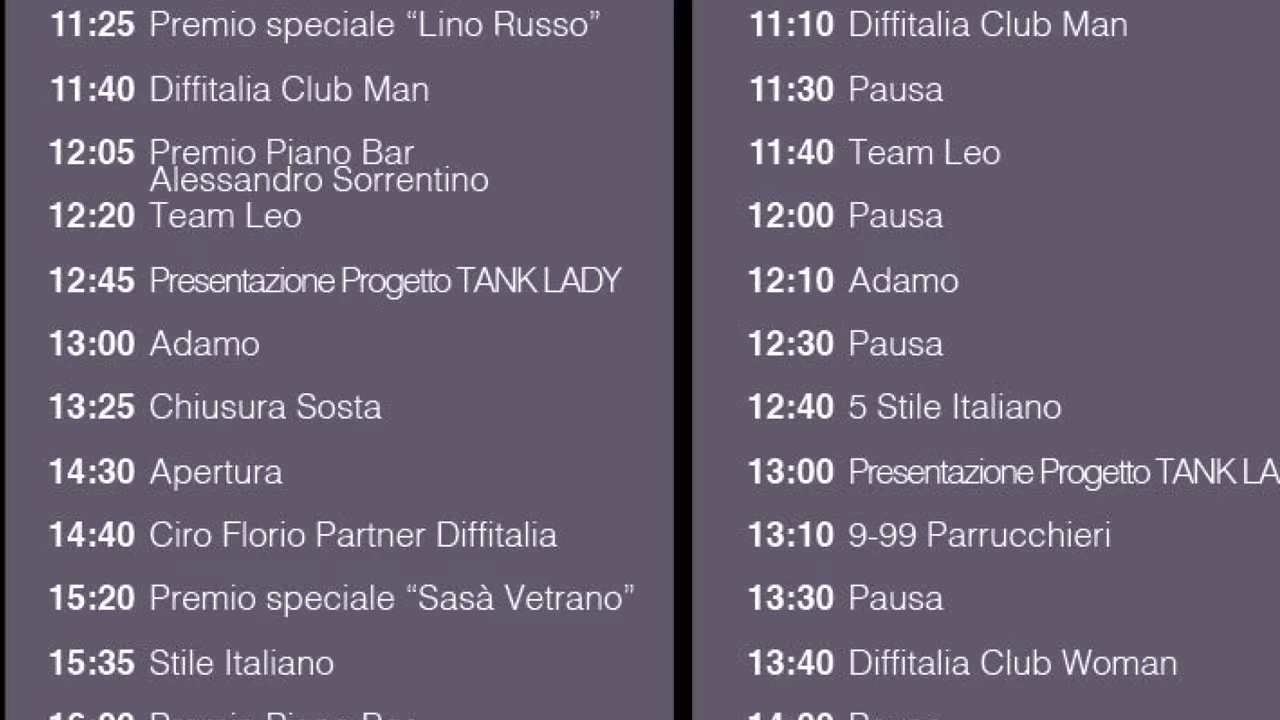 11:25 Premio speciale “Lino Russo”
11:40 Diffitalia Club Man
12:05 Premio Piano Bar
Alessandro Sorrentino
12:20 Team Leo
12:45 Presentazione Progetto TANK LADY
13:00 Adamo
13:25 Chiusura Sosta
14:30 Apertura
14:40 Ciro Florio Partner Diffitalia
15:20 Premio speciale “Sasà Vetrano”
15:35 Stile Italiano
11:10 Diffitalia Club Man
11:30 Pausa
11:40 Team Leo
12:00 Pausa
12:10 Adamo
12:30 Pausa
12:40 5 Stile Italiano
13:00 Presentazione Progetto TANK LA
13:10 9-99 Parrucchieri
13:30 Pausa
13:40 Diffitalia Club Woman